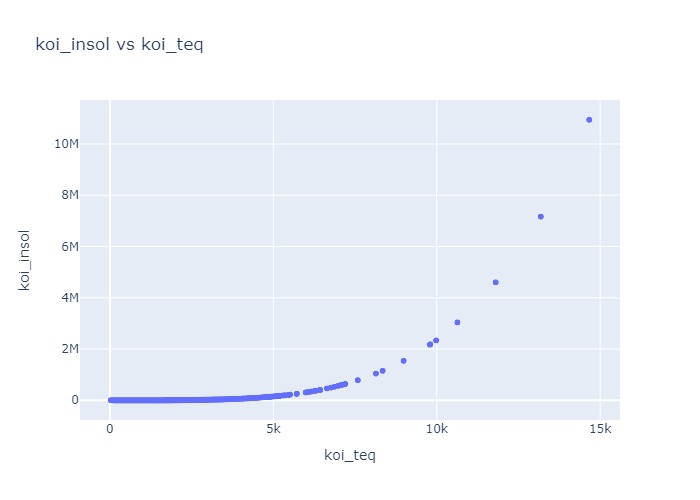 koi_insol vs koi_teq
10M
8M
6M
4M
2M
0
koi_insol
0
5k
10k
15k
koi_teq